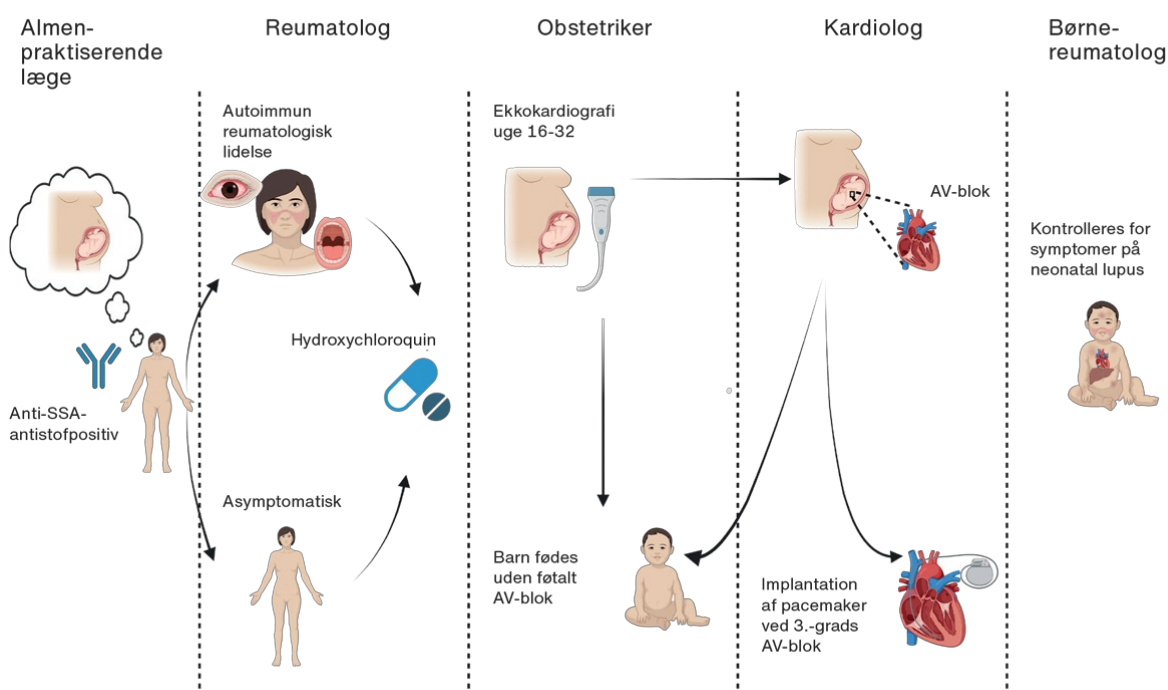 Almen-
praktiserende
læge
Reumatolog
Obstetriker
Kardiolog
Børne-
reumatolog
Anti-SSA-
antistofpositiv
Autoimmun
reumatologisk
lidelse
Hydroxychloroquin
Asymptomatisk
Ekkokardiografi
uge 16-32
Barn fødes
uden føtalt
AV-blok
AV-blok
Implantation
af pacemaker
ved 3.-grads
AV-blok
Kontrolleres for
symptomer på
neonatal lupus